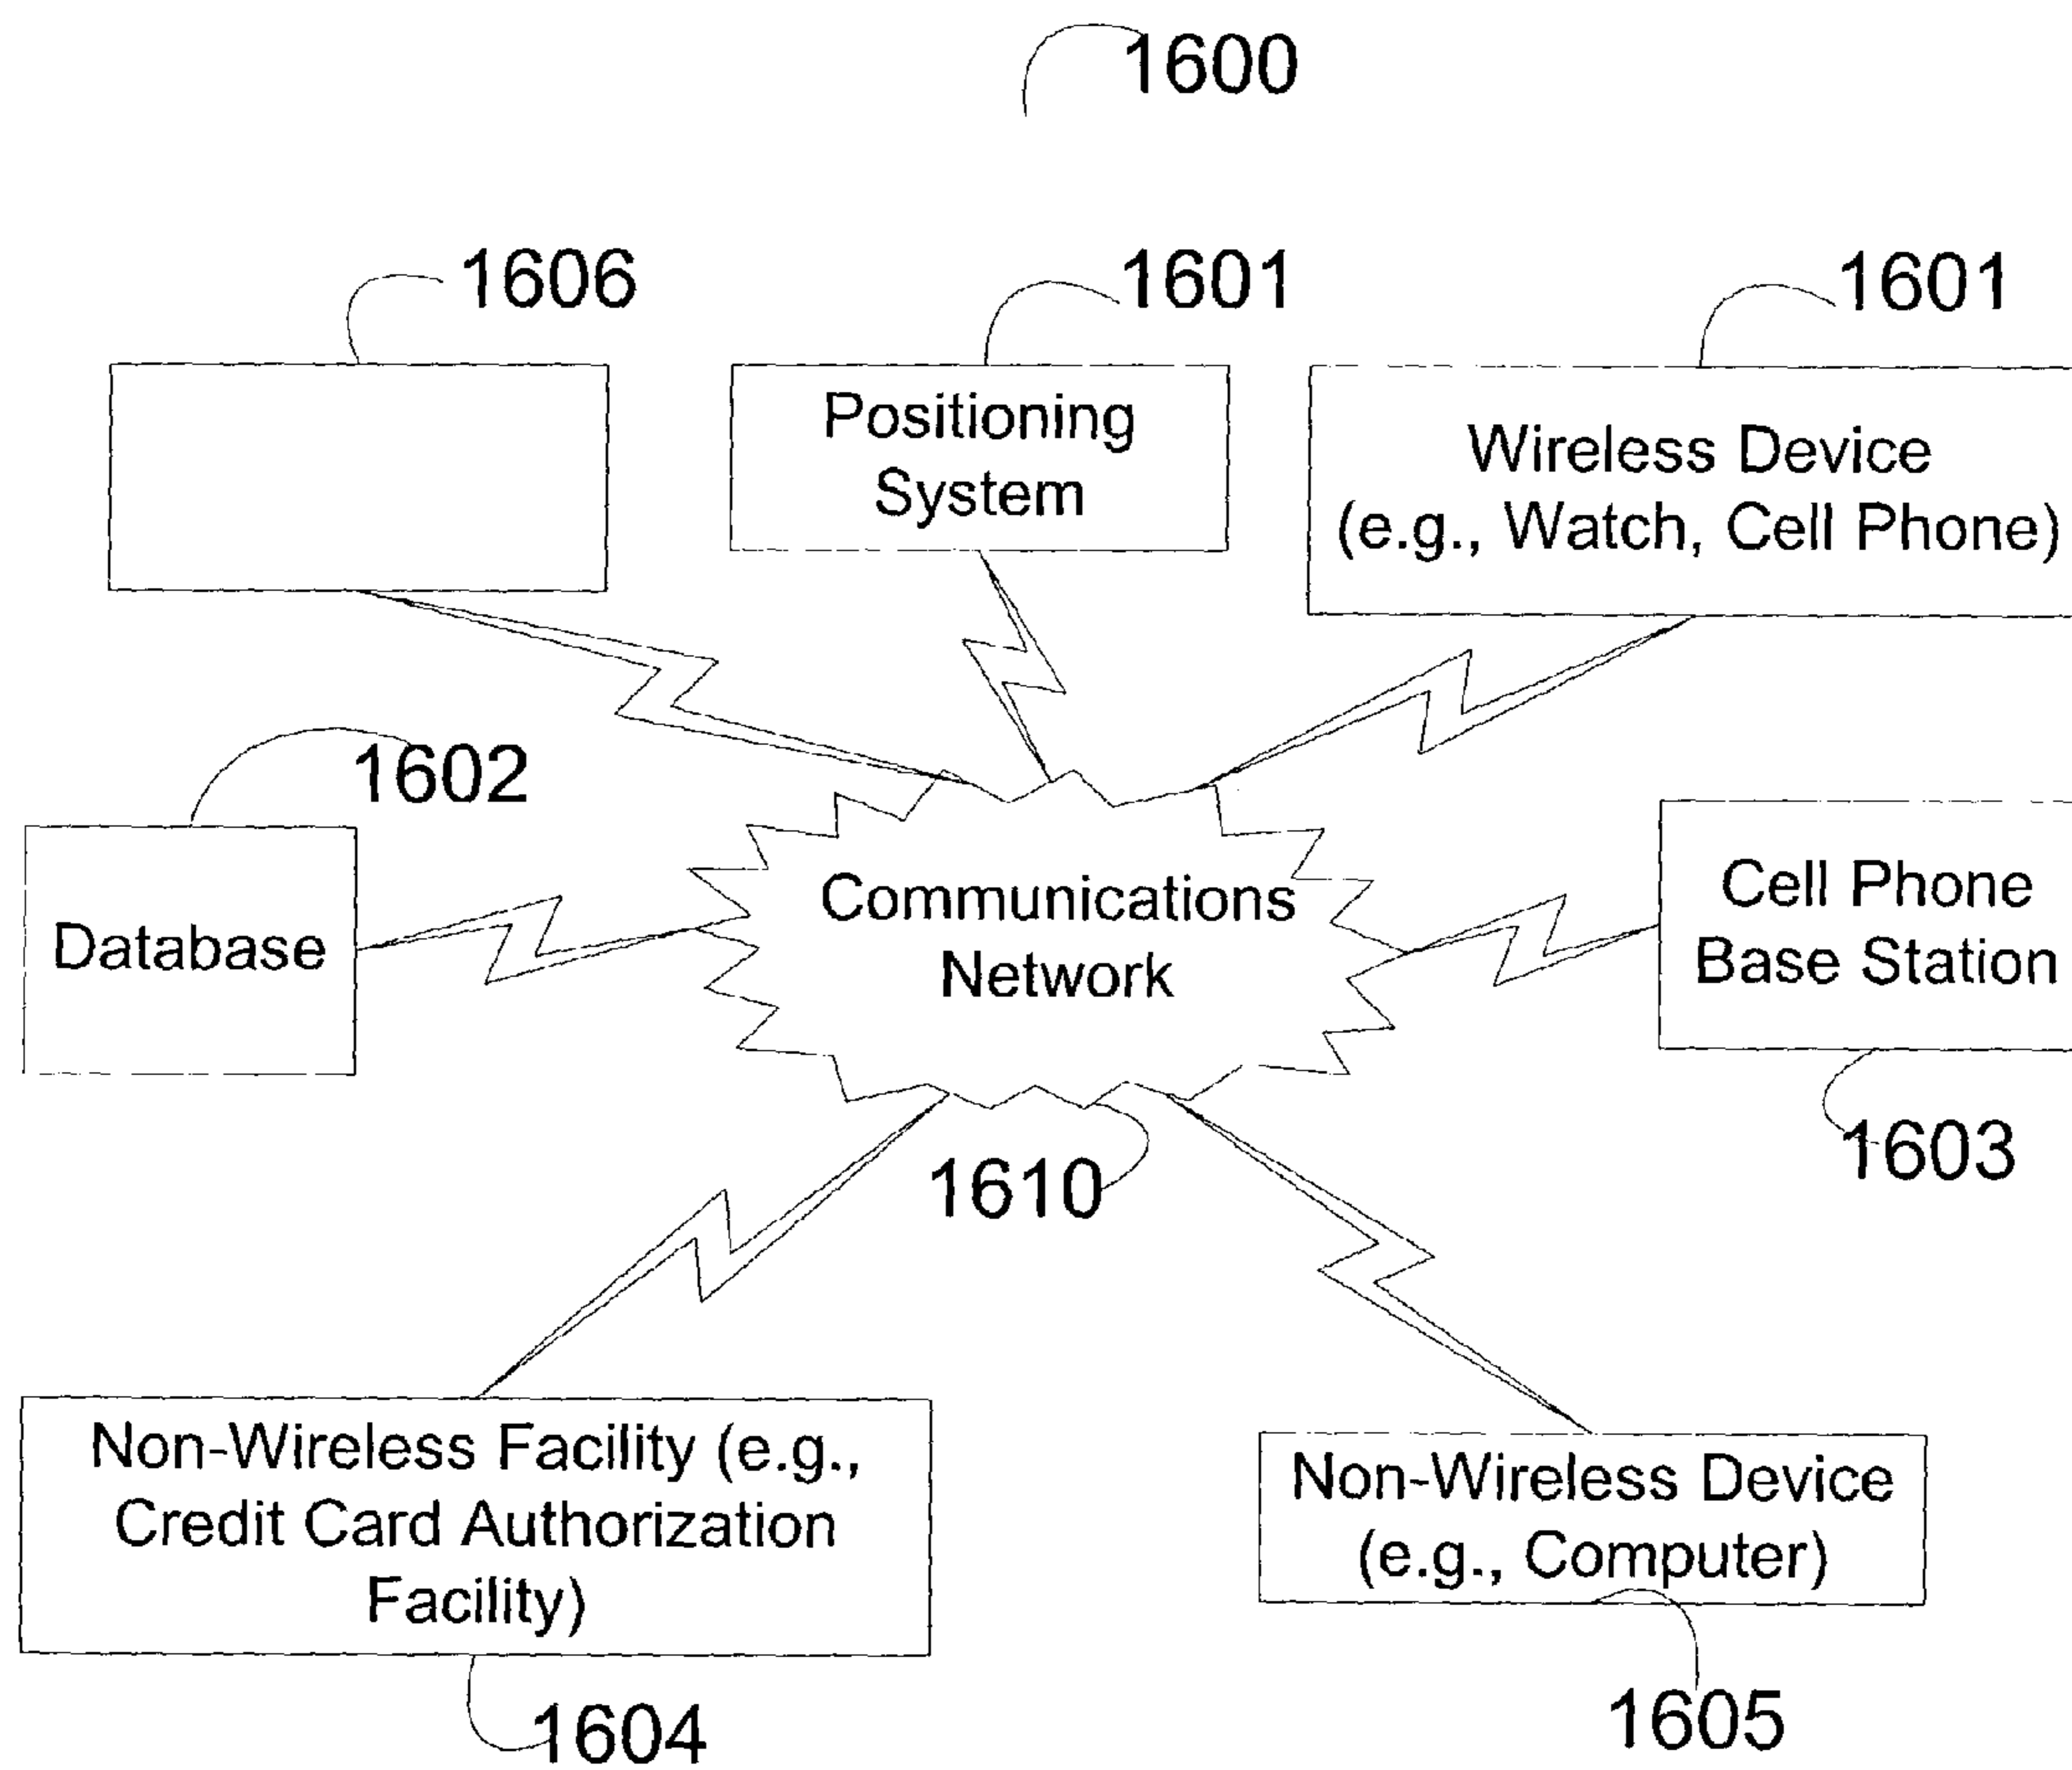 1600
1606
1601
1601
Positioning
System
Wireless Device
(e.g., Watch, Cell Phone)
1602
Database
Communications
Network
Cell Phone
Base Station
1603
1610
Non-Wireless Facility (e.g.,
Credit Card Authorization
Facility)
Non-Wireless Device
(e.g., Computer)
1604
1605